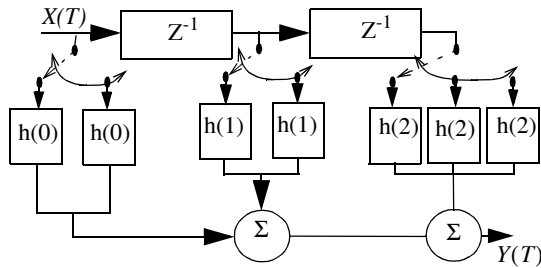 X(T)
Z-1
Z-1
h(0)
h(0)
h(1)
h(1)
h(2)
h(2)
h(2)
Σ
Σ
Y(T)